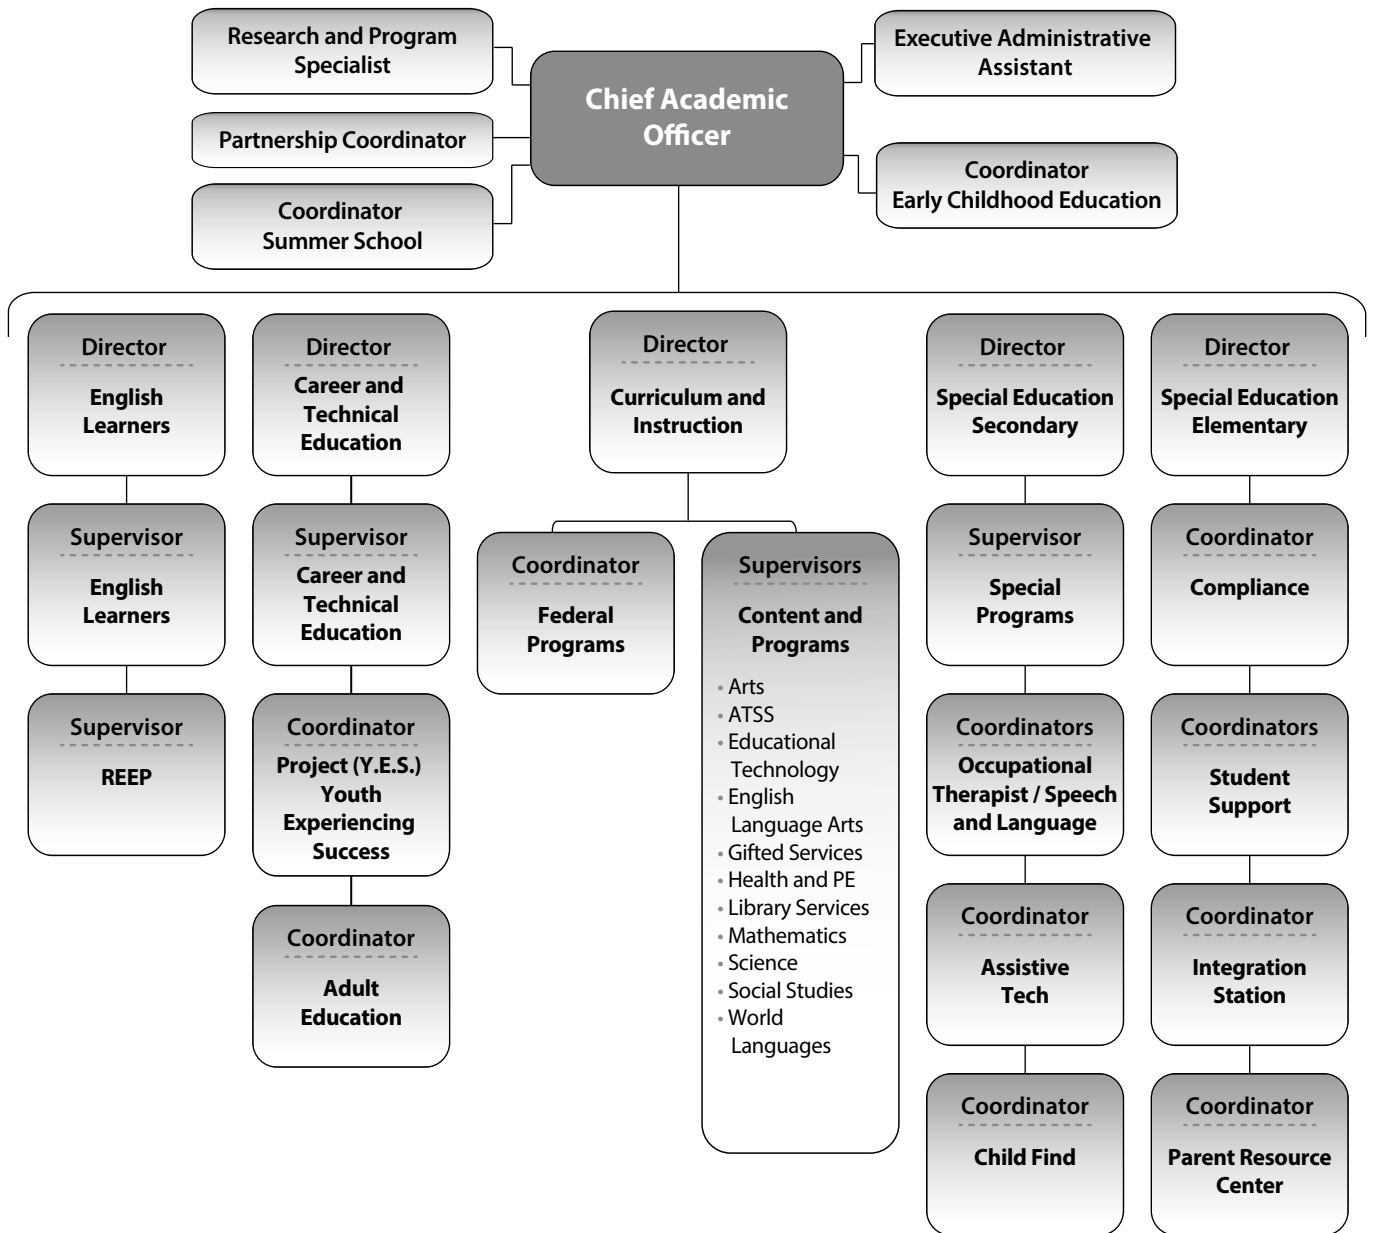 Research and Program
Specialist
Partnership Coordinator
Coordinator
Summer School
Chief Academic
Officer
Executive Administrative
Assistant
Coordinator
Early Childhood Education
Director
English
Learners
Supervisor
English
Learners
Supervisor
REEP
Director
Career and
Technical
Education
Supervisor
Career and
Technical
Education
Coordinator
Project (Y.E.S.)
Youth
Experiencing
Success
Coordinator
Adult
Education
Director
Curriculum and
Instruction
Coordinator
Federal
Programs
Supervisors
Content and
Programs
• Arts
• ATSS
• Educational
Technology
• English
Language Arts
• Gifted Services
• Health and PE
• Library Services
• Mathematics
• Science
• Social Studies
• World
Languages
Director
Special Education
Secondary
Supervisor
Special
Programs
Coordinators
Occupational
Therapist / Speech
and Language
Coordinator
Assistive
Tech
Coordinator
Child Find
Director
Special Education
Elementary
Coordinator
Compliance
Coordinators
Student
Support
Coordinator
Integration
Station
Coordinator
Parent Resource
Center